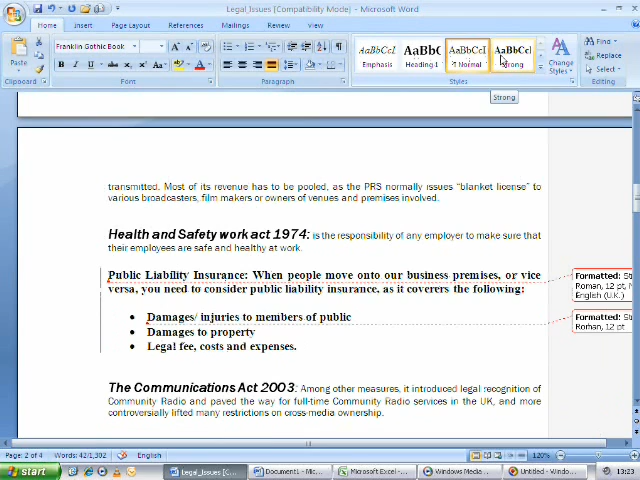 Legal_Issues [Compatibility Mode] - Microsoft Word
Home Insert Page Layout References Mailings Review View
Franklin Gothic Book
AaBbCcI AaBbC AaBbCcI AaBbCcl
Paste
Emphasis Heading 1 ¶ Normal Strong
Change Styles
Find
Replace
Select
Clipboard Font Paragraph Styles Editing
Strong
transmitted. Most of its revenue has to be pooled, as the PRS normally issues “blanket license” to
various broadcasters, film makers or owners of venues and premises involved.
Health and Safety work act 1974: is the responsibility of any employer to make sure that
their employees are safe and healthy at work.
Public Liability Insurance: When people move onto our business premises, or vice
versa, you need to consider public liability insurance, as it coverers the following:
• Damages/ injuries to members of public
• Damages to property
• Legal fee, costs and expenses.
Formatted: St
Roman, 12 pt, N
English (U.K.)
Formatted: St
Roman, 12 pt
The Communications Act 2003: Among other measures, it introduced legal recognition of
Community Radio and paved the way for full-time Community Radio services in the UK, and more
controversially lifted many restrictions on cross-media ownership.
Page: 2 of 4 Words: 42/1,302 English 120%
start Legal_Issues [C... Document1 - Mic... Microsoft Excel -... Windows Media ... Untitled - Window... 13:23